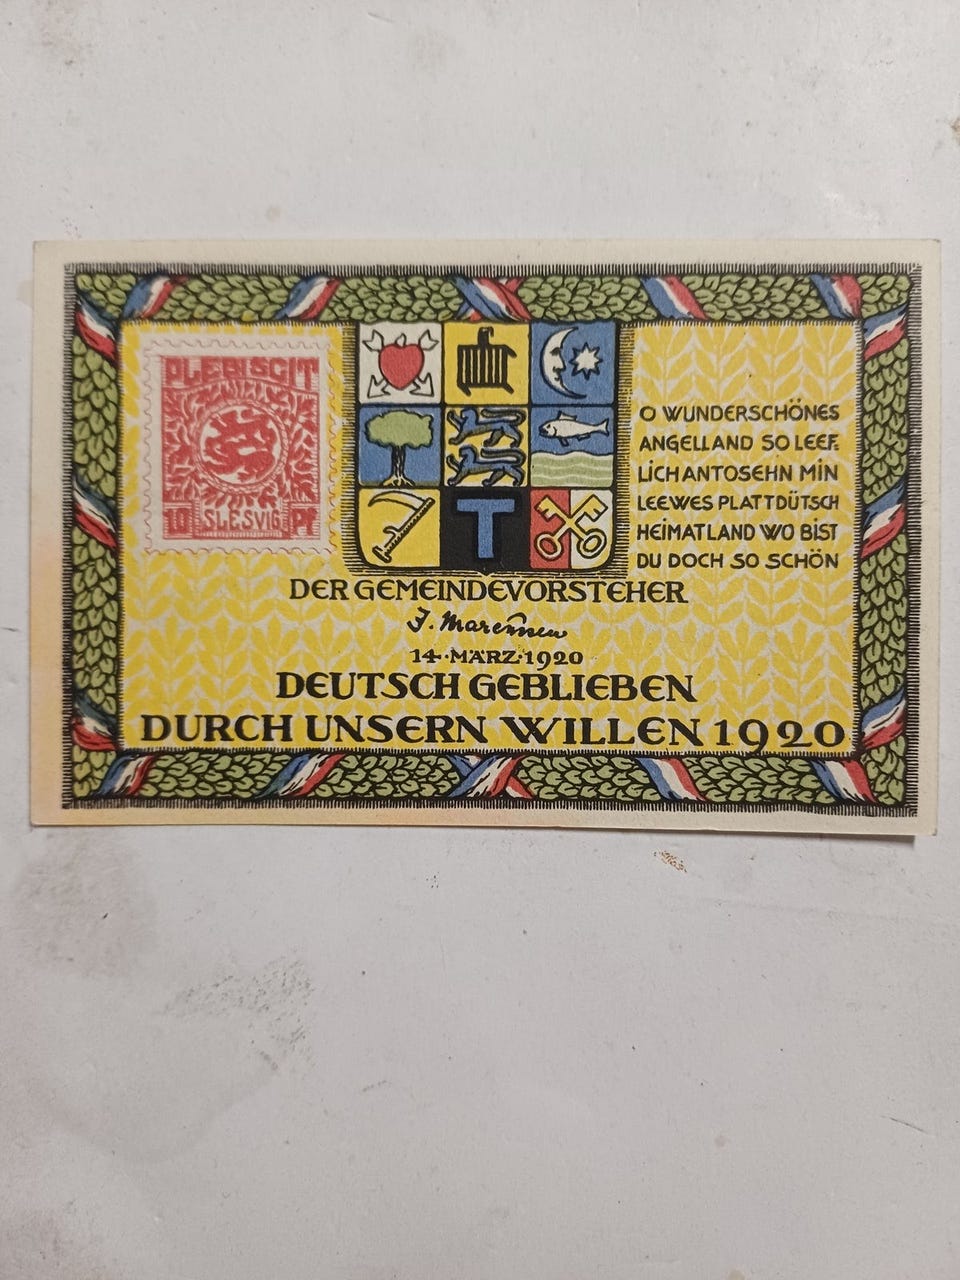 PLEBISCIT
10 SLESVIG PF
T
O WUNDERSCHÖNES
ANGELLAND SO LEEF.
LICH ANTOSEHN MIN
LEEWES PLATTDÜTSCH
HEIMATLAND WO BIST
DU DOCH SO SCHÖN
DER GEMEINDEVORSTEHER
14·MÄRZ·1920
DEUTSCH GEBLIEBEN
DURCH UNSERN WILLEN 1920